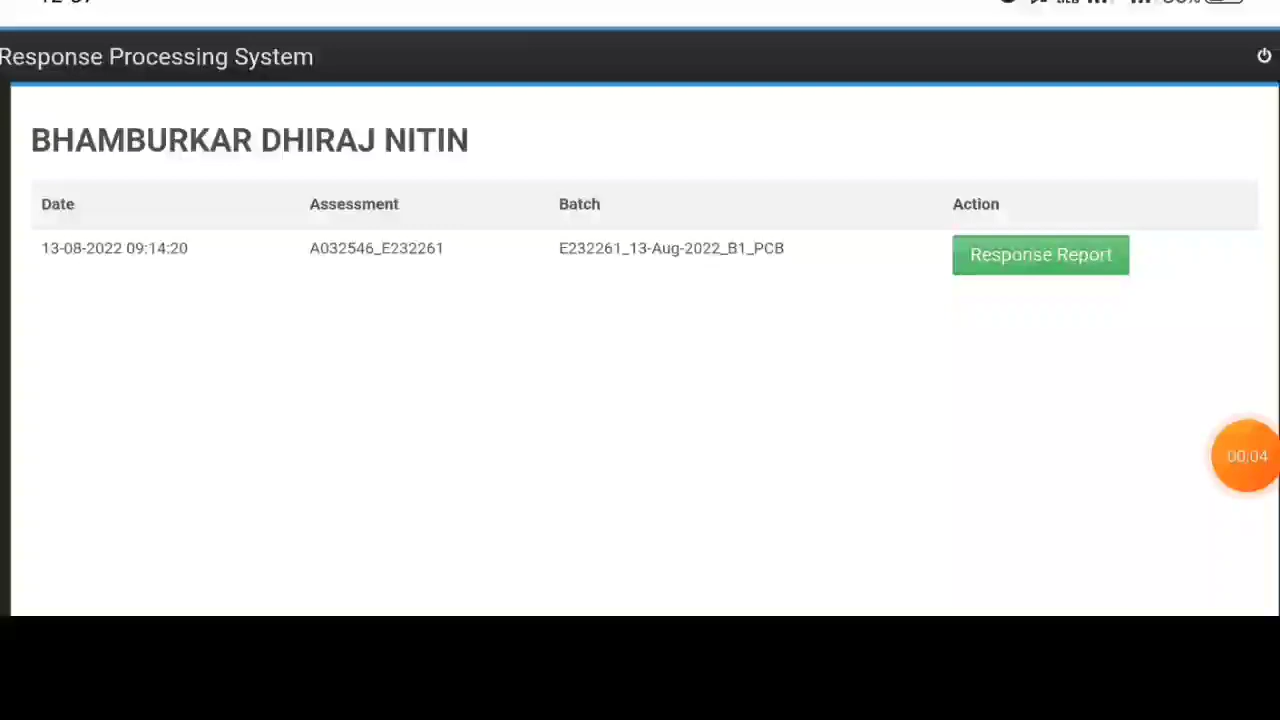 Response Processing System
BHAMBURKAR DHIRAJ NITIN
Date Assessment Batch Action
13-08-2022 09:14:20 A032546_E232261 E232261_13-Aug-2022_B1_PCB Response Report
00:04